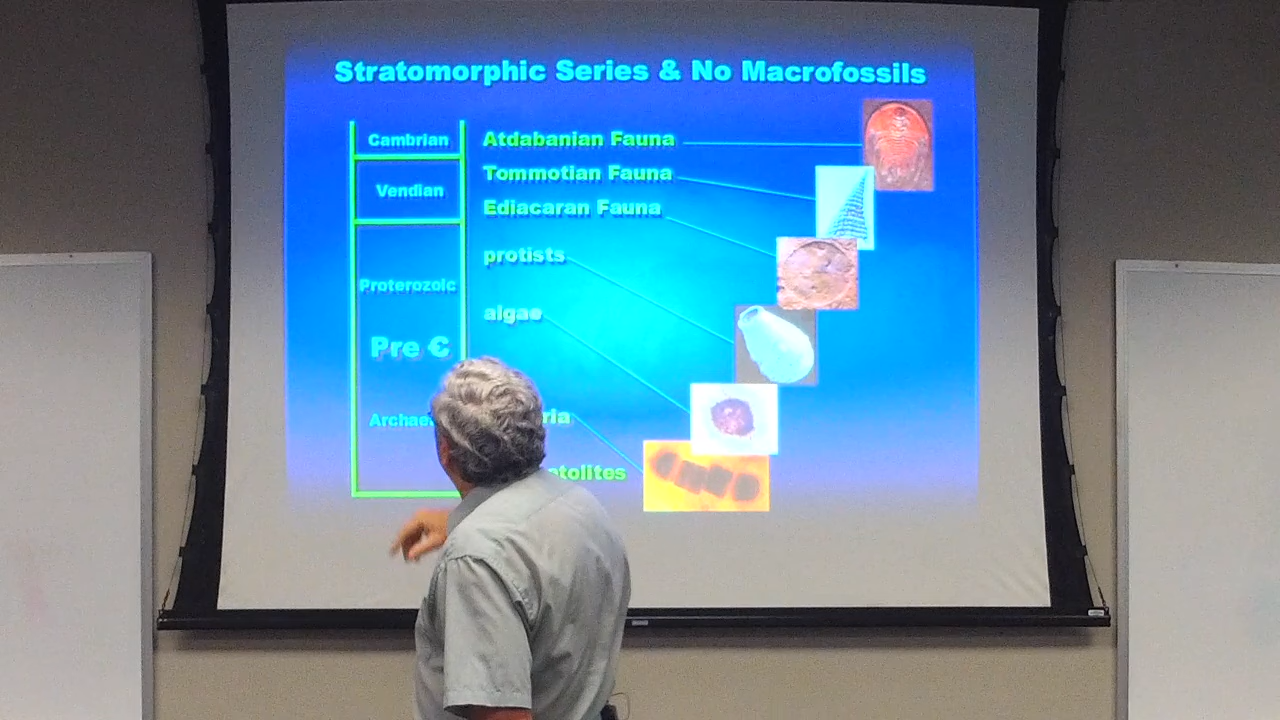 Stratomorphic Series & No Macrofossils
Cambrian
Atdabanian Fauna
Tommotian Fauna
Vendian
Ediacaran Fauna
protists
Proterozoic
algae
Pre €